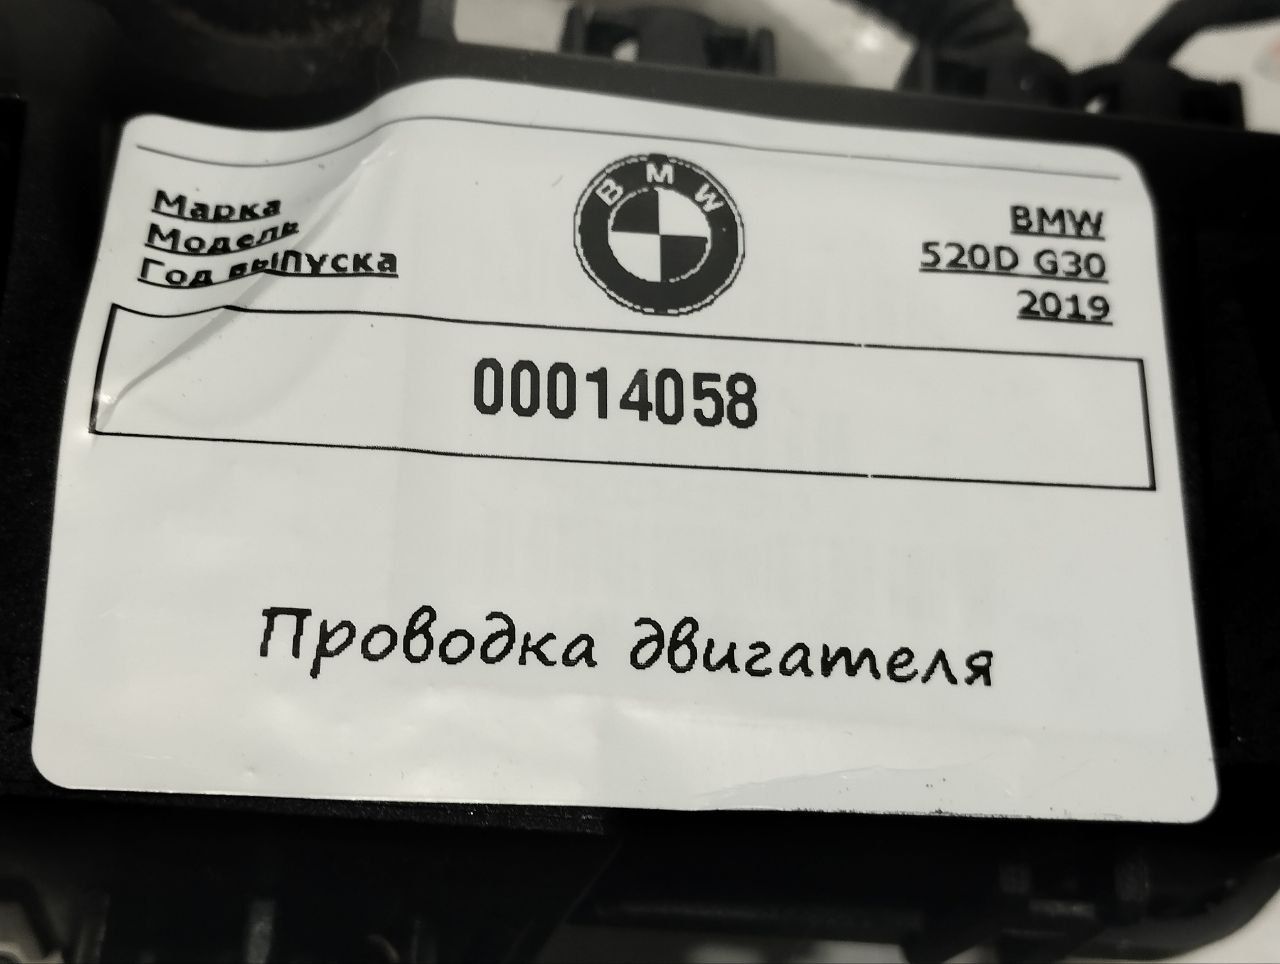 Марка
Модель
Год выпуска
BMW
BMW
520D G30
2019
00014058
Проводка двигателя